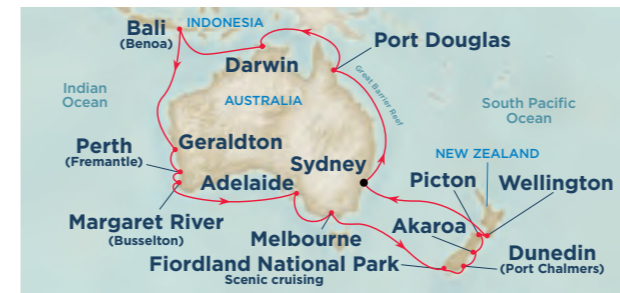 Bali
(Benoa)
INDONESIA
Darwin
Port Douglas
Great Barrier Reef
Indian
Ocean
AUSTRALIA
South Pacific
Ocean
Perth
(Fremantle)
Geraldton
Sydney
NEW ZEALAND
Adelaide
Picton
Wellington
Margaret River
(Busselton)
Melbourne
Akaroa
Fiordland National Park
Scenic cruising
Dunedin
(Port Chalmers)